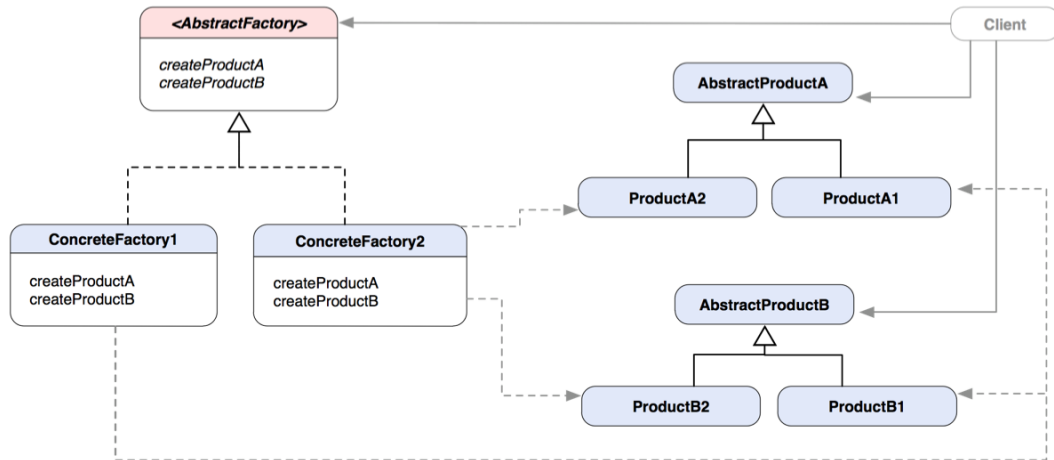 <AbstractFactory>
createProductA
createProductB
Client
AbstractProductA
ProductA2
ProductA1
ConcreteFactory1
createProductA
createProductB
ConcreteFactory2
createProductA
createProductB
AbstractProductB
ProductB2
ProductB1